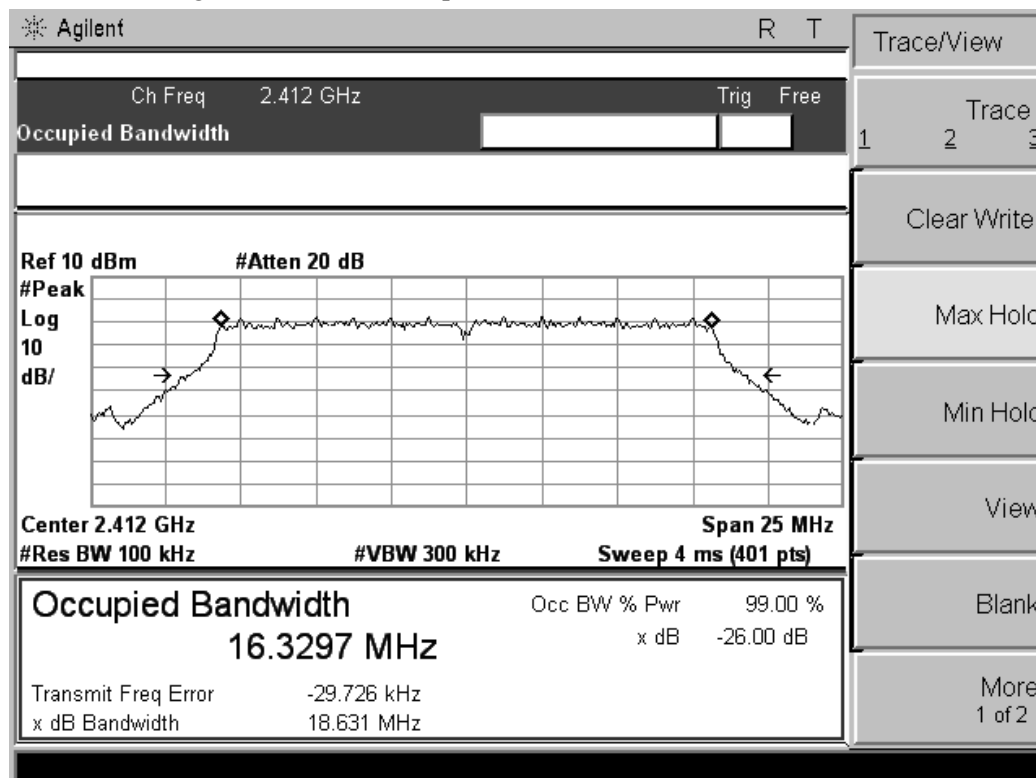 Agilent R T
Trace/View
Ch Freq 2.412 GHz Trig Free
Occupied Bandwidth
Trace
1 2 3
Clear Write
Max Hold
Min Hold
View
Blank
More
1 of 2
Ref 10 dBm #Atten 20 dB
#Peak
Log
10
dB/
Center 2.412 GHz Span 25 MHz
#Res BW 100 kHz #VBW 300 kHz Sweep 4 ms (401 pts)
Occupied Bandwidth
16.3297 MHz
Occ BW % Pwr 99.00 %
x dB -26.00 dB
Transmit Freq Error -29.726 kHz
x dB Bandwidth 18.631 MHz